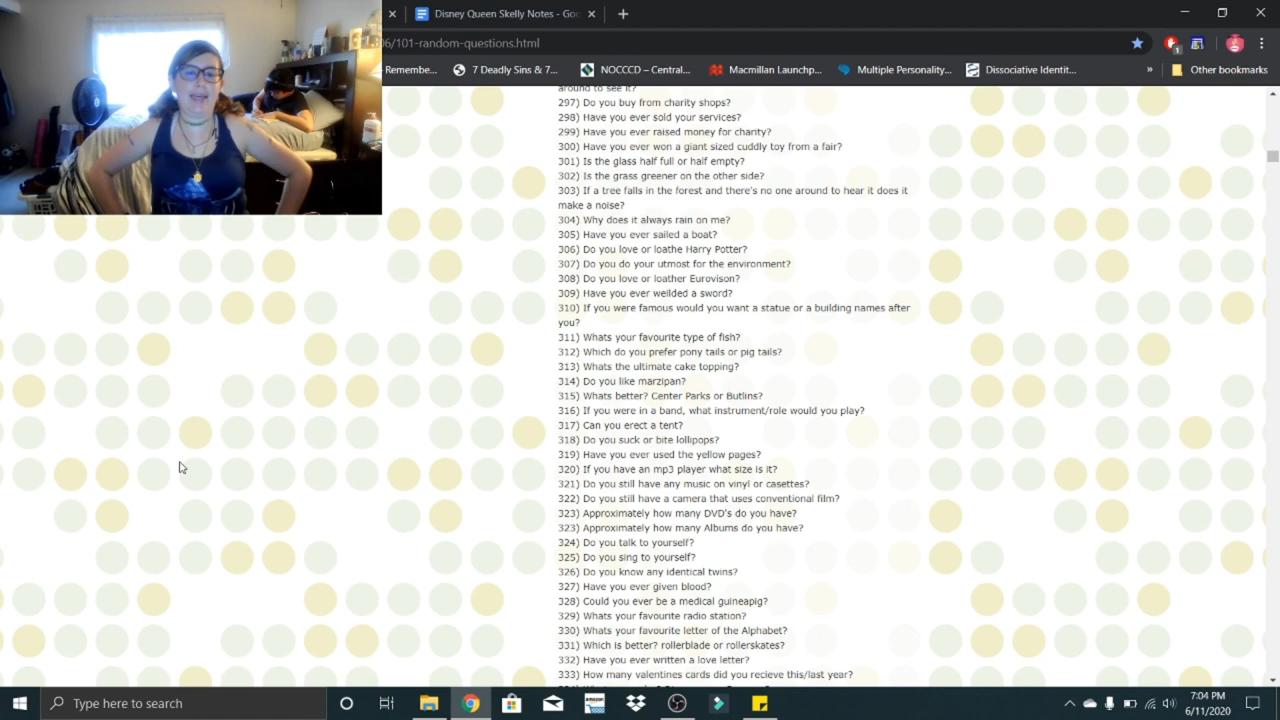 Disney Queen Skelly Notes - Goo
06/101-random-questions.html
Remembe...
7 Deadly Sins & 7...
NOCCCD – Central...
Macmillan Launchp...
Multiple Personality...
Dissociative Identit...
Other bookmarks
around to see it?
297) Do you buy from charity shops?
298) Have you ever sold your services?
299) Have you ever raised money for charity?
300) Have you ever won a giant sized cuddly toy from a fair?
301) Is the glass half full or half empty?
302) Is the grass greener on the other side?
303) If a tree falls in the forest and there's no one around to hear it does it
make a noise?
304) Why does it always rain on me?
305) Have you ever sailed a boat?
306) Do you love or loathe Harry Potter?
307) Do you do your utmost for the environment?
308) Do you love or loather Eurovison?
309) Have you ever weilded a sword?
310) If you were famous would you want a statue or a building names after
you?
311) Whats your favourite type of fish?
312) Which do you prefer pony tails or pig tails?
313) Whats the ultimate cake topping?
314) Do you like marzipan?
315) Whats better? Center Parks or Butlins?
316) If you were in a band, what instrument/role would you play?
317) Can you erect a tent?
318) Do you suck or bite lollipops?
319) Have you ever used the yellow pages?
320) If you have an mp3 player what size is it?
321) Do you still have any music on vinyl or casettes?
322) Do you still have a camera that uses conventional film?
323) Approximately how many DVD's do you have?
323) Approximately how many Albums do you have?
324) Do you talk to yourself?
325) Do you sing to yourself?
326) Do you know any identical twins?
327) Have you ever given blood?
328) Could you ever be a medical guineapig?
329) Whats your favourite radio station?
330) Whats your favourite letter of the Alphabet?
331) Which is better? rollerblade or rollerskates?
332) Have you ever written a love letter?
333) How many valentines cards did you recieve this/last year?
Type here to search
7:04 PM
6/11/2020